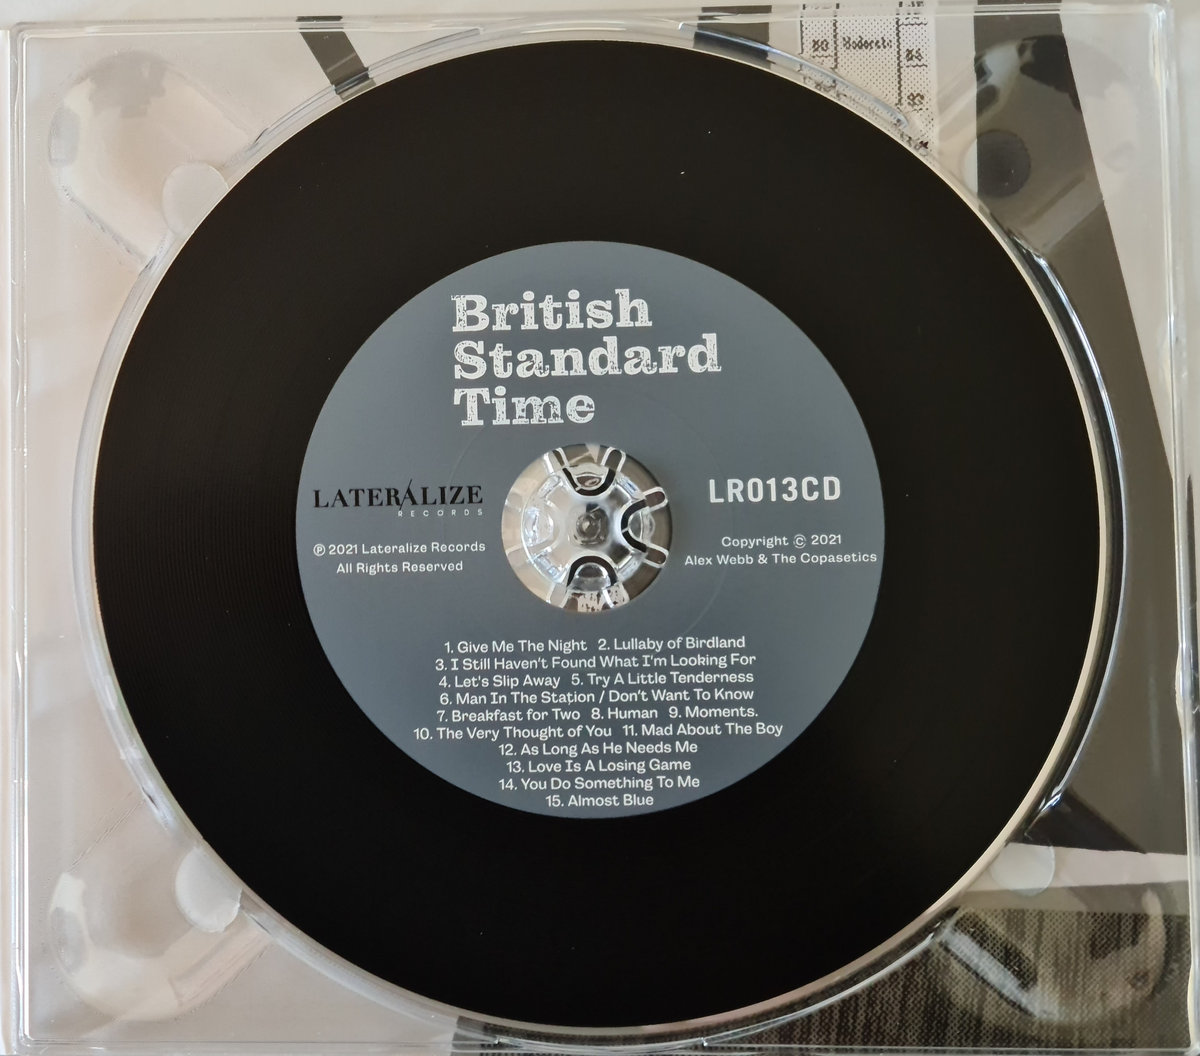 80 Moderate 84
British
Standard
Time
LATERALIZE
RECORDS
℗ 2021 Lateralize Records
All Rights Reserved
LR013CD
Copyright © 2021
Alex Webb & The Copasetics
1. Give Me The Night 2. Lullaby of Birdland
3. I Still Haven't Found What I'm Looking For
4. Let's Slip Away 5. Try A Little Tenderness
6. Man In The Station / Don't Want To Know
7. Breakfast for Two 8. Human 9. Moments.
10. The Very Thought of You 11. Mad About The Boy
12. As Long As He Needs Me
13. Love Is A Losing Game
14. You Do Something To Me
15. Almost Blue